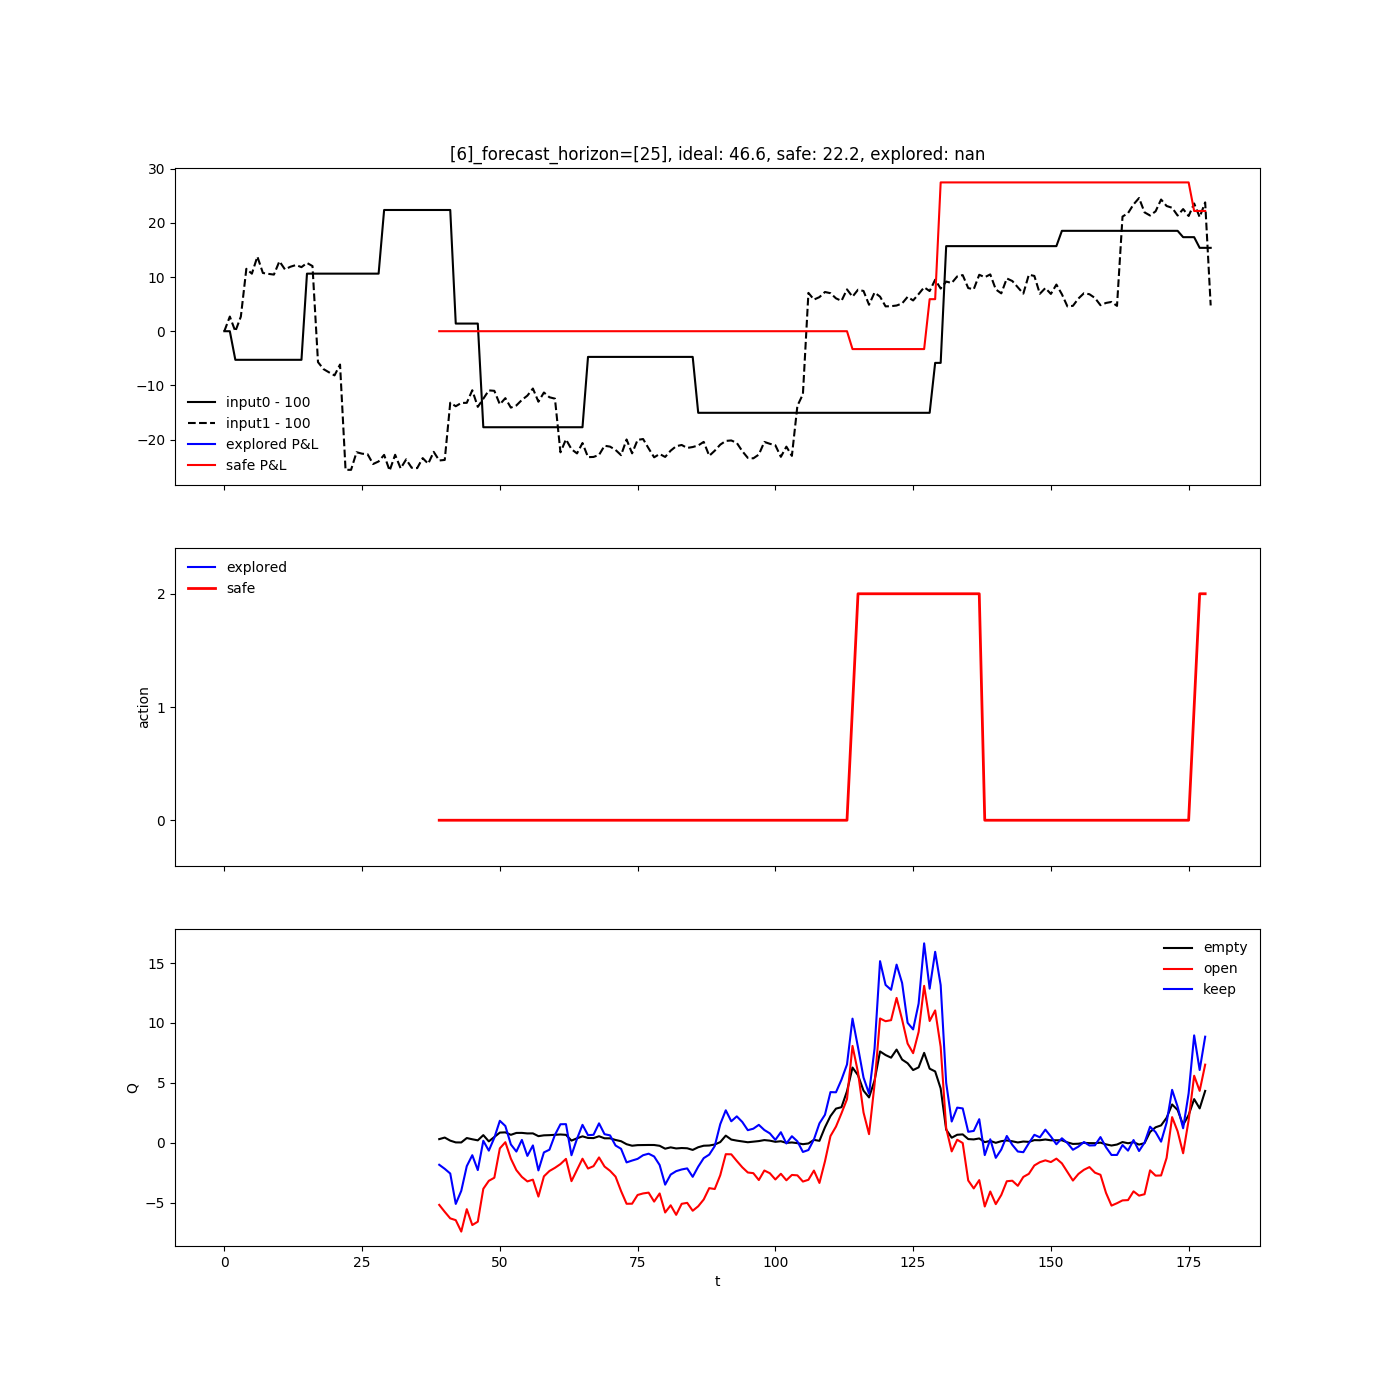 [6]_forecast_horizon=[25], ideal: 46.6, safe: 22.2, explored: nan
30
20
10
0
−10
−20
input0 - 100
input1 - 100
explored P&L
safe P&L
explored
safe
2
1
0
action
empty
open
keep
15
10
5
0
−5
Q
0 25 50 75 100 125 150 175
t